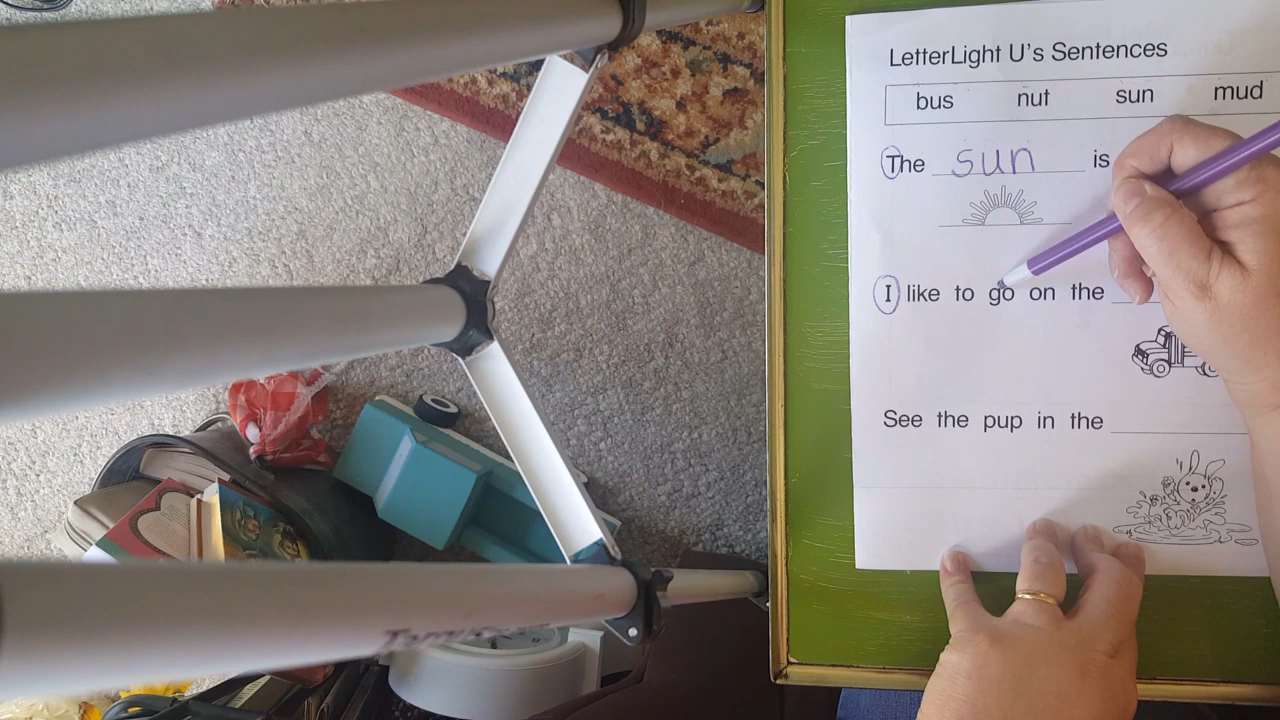 LetterLight U's Sentences
bus nut sun mud
The sun is
I like to go on the
See the pup in the